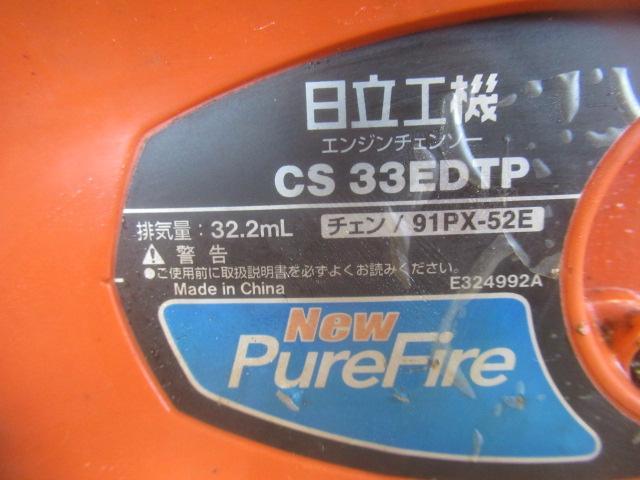 日立工機
エンジンチェンソー
CS 33EDTP
排気量：32.2mL チェン / 91PX-52E
警告
●ご使用前に取扱説明書を必ずよくお読みください。
Made in China E324992A
New
PureFire